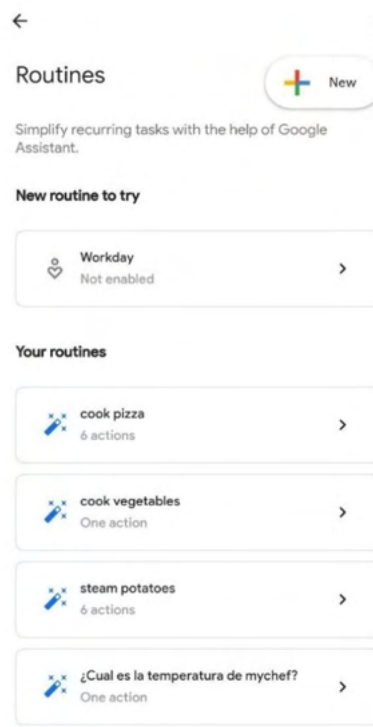 Routines
New
Simplify recurring tasks with the help of Google
Assistant.
New routine to try
Workday
Not enabled
Your routines
cook pizza
6 actions
cook vegetables
One action
steam potatoes
6 actions
¿Cual es la temperatura de mychef?
One action